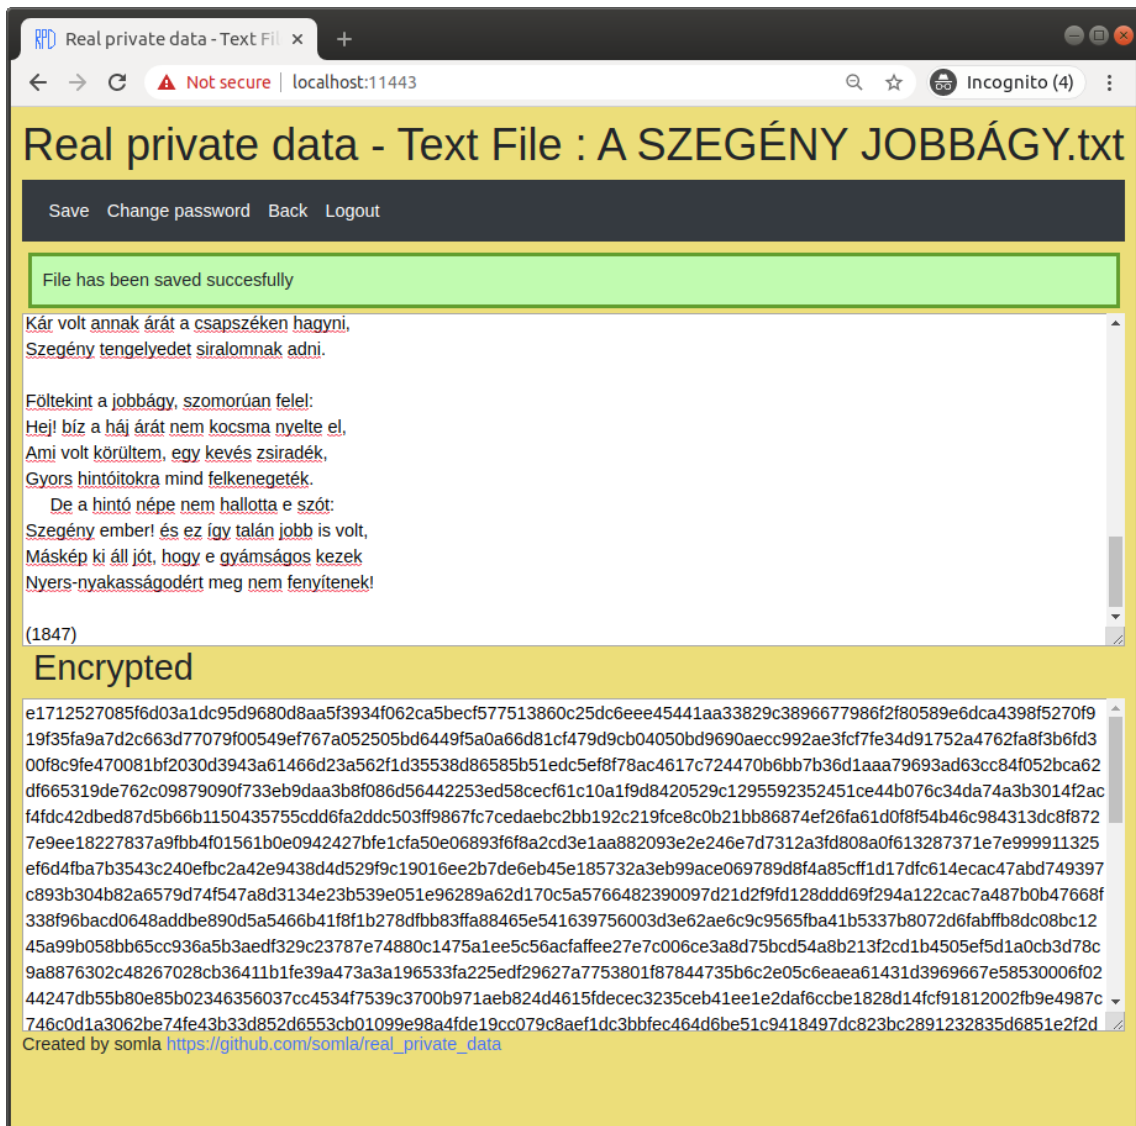 RPD Real private data - Text Fil
Not secure localhost:11443 Incognito (4)
Real private data - Text File : A SZEGÉNY JOBBÁGY.txt
Save Change password Back Logout
File has been saved succesfully
Kár volt annak árát a csapszéken hagyni,
Szegény tengelyedet siralomnak adni.
Föltekint a jobbágy, szomorúan felel:
Hej! bíz a háj árát nem kocsma nyelte el,
Ami volt körültem, egy kevés zsiradék,
Gyors hintóitokra mind felkenegeték.
De a hintó népe nem hallotta e szót:
Szegény ember! és ez így talán jobb is volt,
Máskép ki áll jót, hogy e gyámságos kezek
Nyers-nyakasságodért meg nem fenyítenek!
(1847)
Encrypted
e1712527085f6d03a1dc95d9680d8aa5f3934f062ca5becf577513860c25dc6eee45441aa33829c3896677986f2f80589e6dca4398f5270f9
19f35fa9a7d2c663d77079f00549ef767a052505bd6449f5a0a66d81cf479d9cb04050bd9690aecc992ae3fcf7fe34d91752a4762fa8f3b6fd3
00f8c9fe470081bf2030d3943a61466d23a562f1d35538d86585b51edc5ef8f78ac4617c724470b6bb7b36d1aaa79693ad63cc84f052bca62
df665319de762c09879090f733eb9daa3b8f086d56442253ed58cecf61c10a1f9d8420529c1295592352451ce44b076c34da74a3b3014f2ac
f4fdc42dbed87d5b66b1150435755cdd6fa2ddc503ff9867fc7cedaebc2bb192c219fce8c0b21bb86874ef26fa61d0f8f54b46c984313dc8f872
7e9ee18227837a9fbb4f01561b0e0942427bfe1cfa50e06893f6f8a2cd3e1aa882093e2e246e7d7312a3fd808a0f613287371e7e999911325
ef6d4fba7b3543c240efbc2a42e9438d4d529f9c19016ee2b7de6eb45e185732a3eb99ace069789d8f4a85cff1d17dfc614ecac47abd749397
c893b304b82a6579d74f547a8d3134e23b539e051e96289a62d170c5a5766482390097d21d2f9fd128ddd69f294a122cac7a487b0b47668f
338f96bacd0648addbe890d5a5466b41f8f1b278dfbb83ffa88465e541639756003d3e62ae6c9c9565fba41b5337b8072d6fabffb8dc08bc12
45a99b058bb65cc936a5b3aedf329c23787e74880c1475a1ee5c56acfaffee27e7c006ce3a8d75bcd54a8b213f2cd1b4505ef5d1a0cb3d78c
9a8876302c48267028cb36411b1fe39a473a3a196533fa225edf29627a7753801f87844735b6c2e05c6eaea61431d3969667e58530006f02
44247db55b80e85b02346356037cc4534f7539c3700b971aeb824d4615fdecec3235ceb41ee1e2daf6ccbe1828d14fcf91812002fb9e4987c
746c0d1a3062be74fe43b33d852d6553cb01099e98a4fde19cc079c8aef1dc3bbfec464d6be51c9418497dc823bc2891232835d6851e2f2d
Created by somla https://github.com/somla/real_private_data